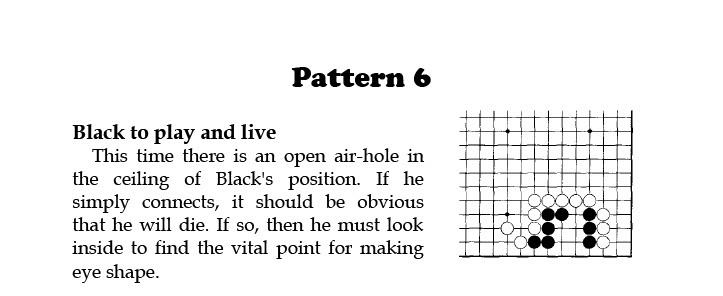 Pattern 6
Black to play and live
This time there is an open air-hole in
the ceiling of Black's position. If he
simply connects, it should be obvious
that he will die. If so, then he must look
inside to find the vital point for making
eye shape.